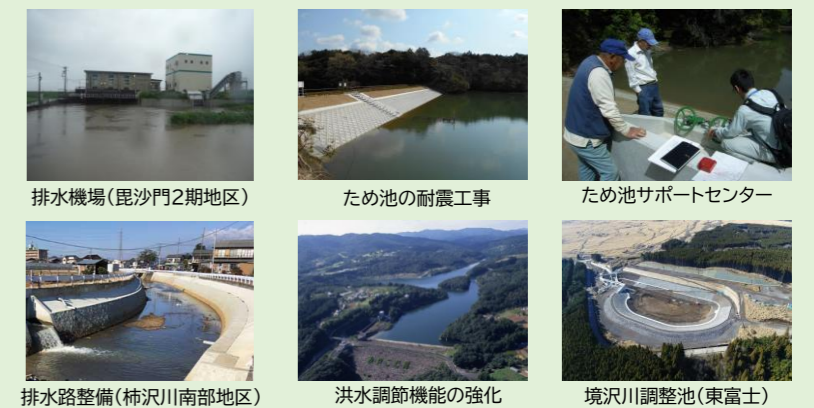 排水機場(毘沙門2期地区)
ため池の耐震工事
ため池サポートセンター
排水路整備(柿沢川南部地区)
洪水調節機能の強化
境沢川調整池(東富士)